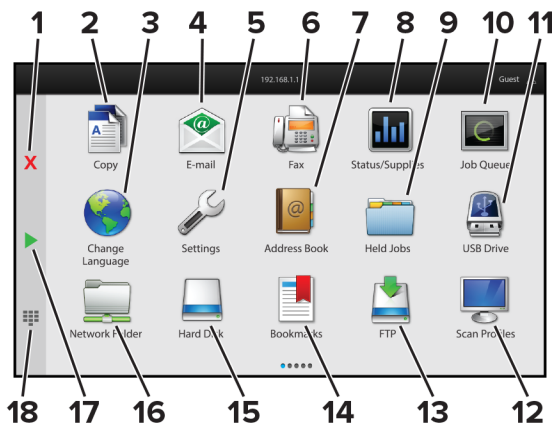 1 2 3 4 5 6 7 8 9 10 11
192.168.1.1 Guest
Copy E-mail Fax Status/Supplies Job Queue
X
Change
Language
Settings Address Book Held Jobs USB Drive
Network Folder Hard Disk Bookmarks FTP Scan Profiles
18 17 16 15 14 13 12